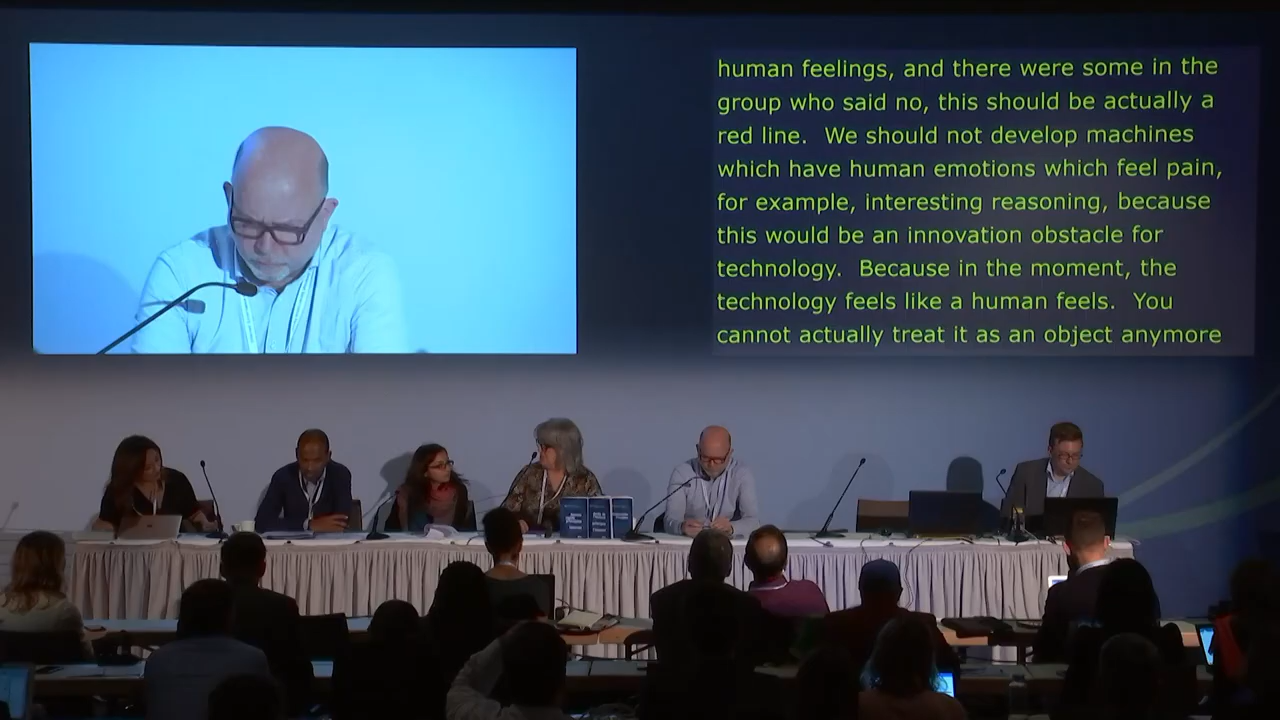 human feelings, and there were some in the
group who said no, this should be actually a
red line.  We should not develop machines
which have human emotions which feel pain,
for example, interesting reasoning, because
this would be an innovation obstacle for
technology.  Because in the moment, the
technology feels like a human feels.  You
cannot actually treat it as an object anymore